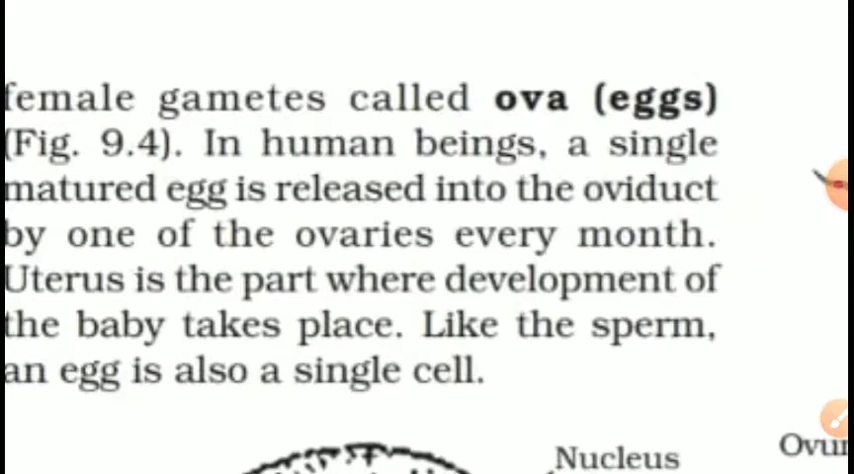 female gametes called ova (eggs)
(Fig. 9.4). In human beings, a single
matured egg is released into the oviduct
by one of the ovaries every month.
Uterus is the part where development of
the baby takes place. Like the sperm,
an egg is also a single cell.
Nucleus